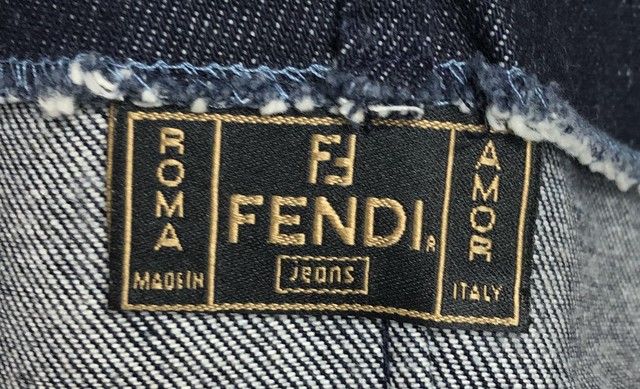 ROMA
MADE IN
FF
FENDI®
Jeans
AMOR
ITALY